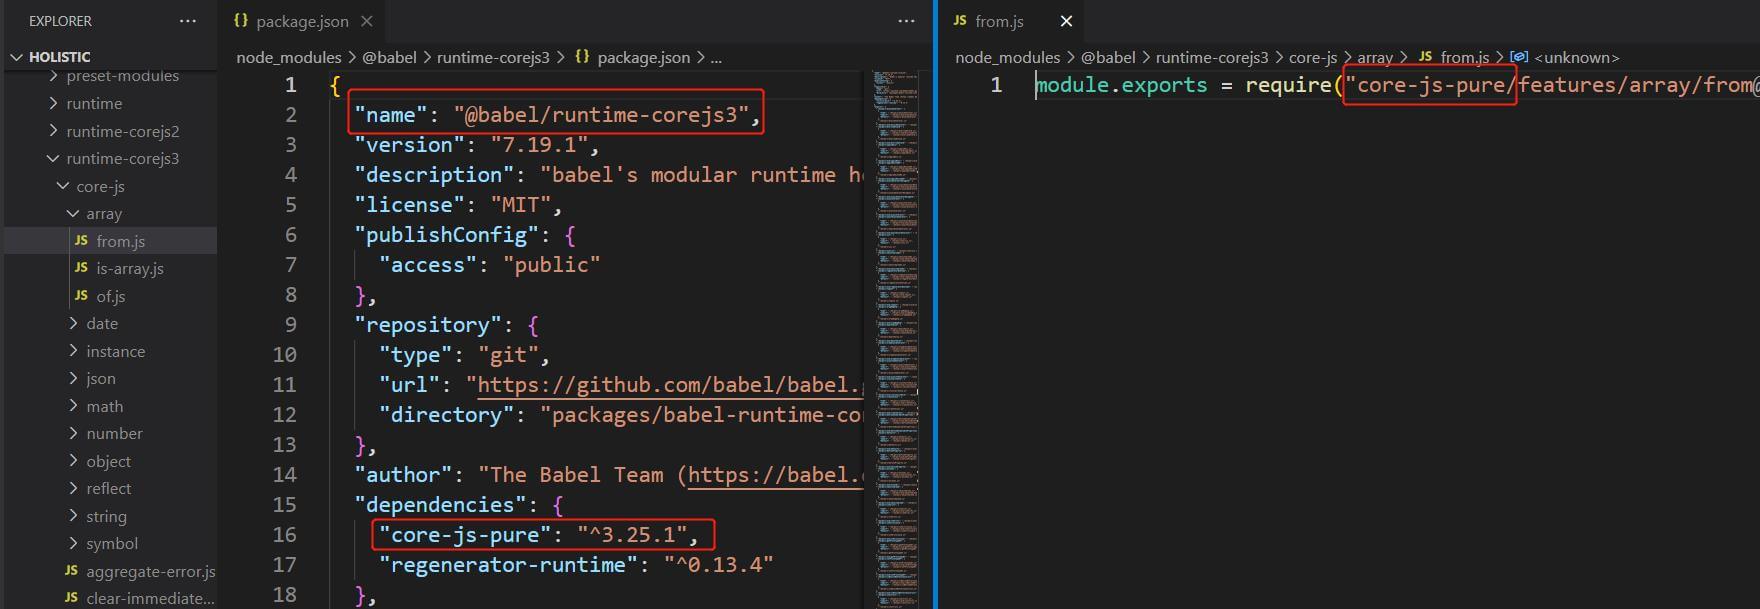 EXPLORER
HOLISTIC
preset-modules
runtime
runtime-corejs2
runtime-corejs3
core-js
array
JS from.js
JS is-array.js
JS of.js
date
instance
json
math
number
object
reflect
string
symbol
JS aggregate-error.js
JS clear-immediate...
{} package.json
node_modules > @babel > runtime-corejs3 > {} package.json > ...
1 {
2 "name": "@babel/runtime-corejs3",
3 "version": "7.19.1",
4 "description": "babel's modular runtime he
5 "license": "MIT",
6 "publishConfig": {
7 "access": "public"
8 },
9 "repository": {
10 "type": "git",
11 "url": "https://github.com/babel/babel.g
12 "directory": "packages/babel-runtime-cor
13 },
14 "author": "The Babel Team (https://babel.
15 "dependencies": {
16 "core-js-pure": "^3.25.1",
17 "regenerator-runtime": "^0.13.4"
18 },
JS from.js
node_modules > @babel > runtime-corejs3 > core-js > array > JS from.js > <unknown>
1 module.exports = require("core-js-pure/features/array/from